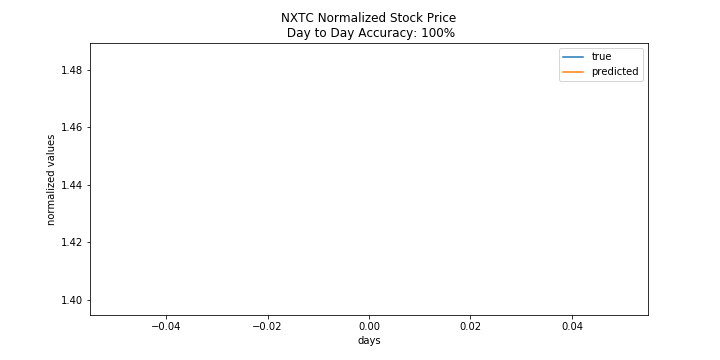 NXTC Normalized Stock Price
Day to Day Accuracy: 100%
true
predicted
normalized values
1.48
1.46
1.44
1.42
1.40
−0.04
−0.02
0.00
0.02
0.04
days